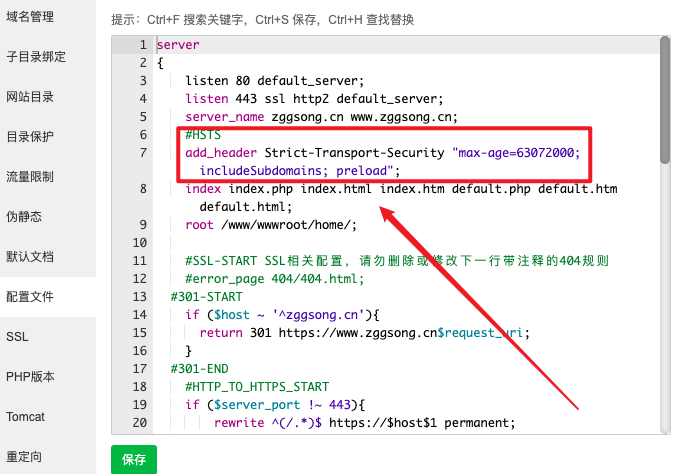 域名管理
子目录绑定
网站目录
目录保护
流量限制
伪静态
默认文档
配置文件
SSL
PHP版本
Tomcat
重定向
提示：Ctrl+F 搜索关键字，Ctrl+S 保存，Ctrl+H 查找替换
1 server
2 {
3 listen 80 default_server;
4 listen 443 ssl http2 default_server;
5 server_name zggsong.cn www.zggsong.cn;
6 #HSTS
7 add_header Strict-Transport-Security "max-age=63072000;
includeSubdomains; preload";
8 index index.php index.html index.htm default.php default.htm
default.html;
9 root /www/wwwroot/home/;
10
11 #SSL-START SSL相关配置，请勿删除或修改下一行带注释的404规则
12 #error_page 404/404.html;
13 #301-START
14 if ($host ~ '^zggsong.cn'){
15 return 301 https://www.zggsong.cn$request_uri;
16 }
17 #301-END
18 #HTTP_TO_HTTPS_START
19 if ($server_port !~ 443){
20 rewrite ^(/.*)$ https://$host$1 permanent;
保存